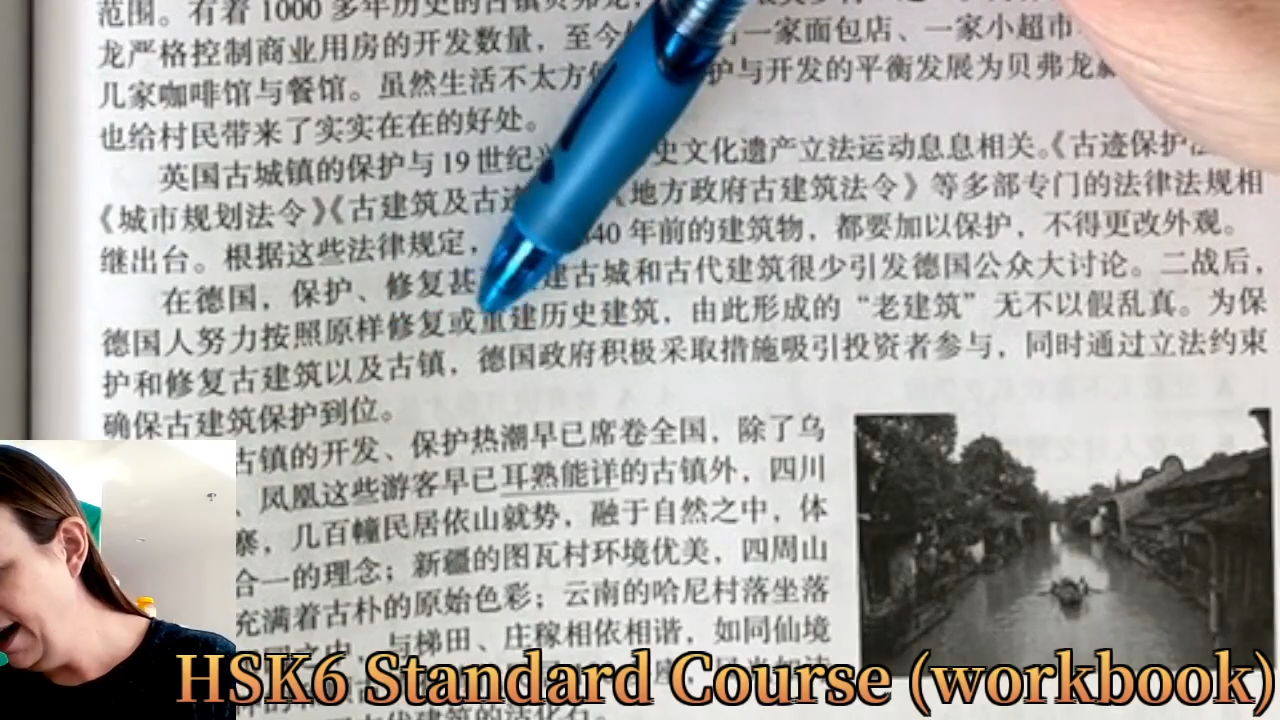 范围。有着1000多年历史的古镇贝弗龙，
龙严格控制商业用房的开发数量，至今 一家面包店、一家小超市
几家咖啡馆与餐馆。虽然生活不太方 护与开发的平衡发展为贝弗龙
也给村民带来了实实在在的好处。
英国古城镇的保护与19世纪 史文化遗产立法运动息息相关。《古迹保护
《城市规划法令》《古建筑及古 《地方政府古建筑法令》等多部专门的法律法规相
继出台。根据这些法律规定， 40年前的建筑物，都要加以保护，不得更改外观。
在德国，保护、修复甚 建古城和古代建筑很少引发德国公众大讨论。二战后，
德国人努力按照原样修复或重建历史建筑，由此形成的“老建筑”无不以假乱真。为保
护和修复古建筑以及古镇，德国政府积极采取措施吸引投资者参与，同时通过立法约束
确保古建筑保护到位。
古镇的开发、保护热潮早已席卷全国，除了乌
、凤凰这些游客早已耳熟能详的古镇外，四川
寨，几百幢民居依山就势，融于自然之中，体
合一的理念；新疆的图瓦村环境优美，四周山
充满着古朴的原始色彩；云南的哈尼村落坐落
之中，与梯田、庄稼相依相谐，如同仙境
古代建筑的活化石。
HSK6 Standard Course (workbook)